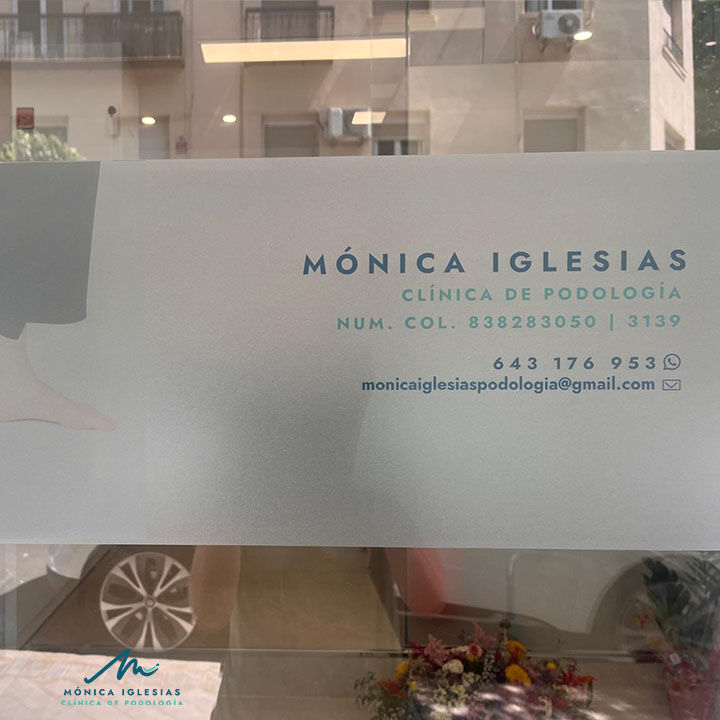 MÓNICA IGLESIAS
CLÍNICA DE PODOLOGÍA
NUM. COL. 838283050 | 3139
643 176 953
monicaiglesiaspodologia@gmail.com
MÓNICA IGLESIAS
CLÍNICA DE PODOLOGÍA